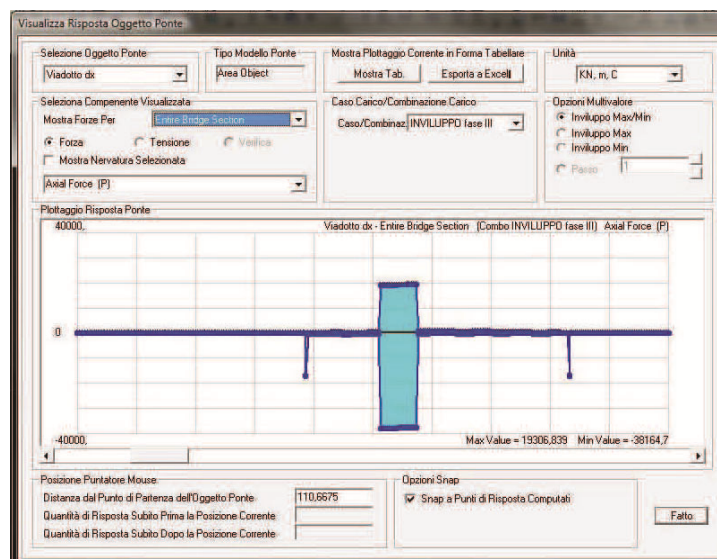 Visualizza Risposta Oggetto Ponte
Selezione Oggetto Ponte
Viadotto dx
Tipo Modello Ponte
Area Object
Mostra Plottaggio Corrente in Forma Tabellare
Mostra Tab.
Esporta a Excell
Unità
KN, m, C
Seleziona Componente Visualizzata
Mostra Forze Per
Entire Bridge Section
Forza
Tensione
Verifica
Mostra Nervatura Selezionata
Axial Force (P)
Caso Carico/Combinazione Carico
Caso/Combinaz
INVILUPPO fase III
Opzioni Multivalore
Inviluppo Max/Min
Inviluppo Max
Inviluppo Min
Passo
1
Plottaggio Risposta Ponte
40000,
Viadotto dx - Entire Bridge Section (Combo INVILUPPO fase III) Axial Force (P)
0
-40000,
Max Value = 19306,839 Min Value = -38164,7
Posizione Puntatore Mouse
Distanza dal Punto di Partenza dell'Oggetto Ponte
110,6675
Quantità di Risposta Subito Prima la Posizione Corrente
Quantità di Risposta Subito Dopo la Posizione Corrente
Opzioni Snap
Snap a Punti di Risposta Computati
Fatto